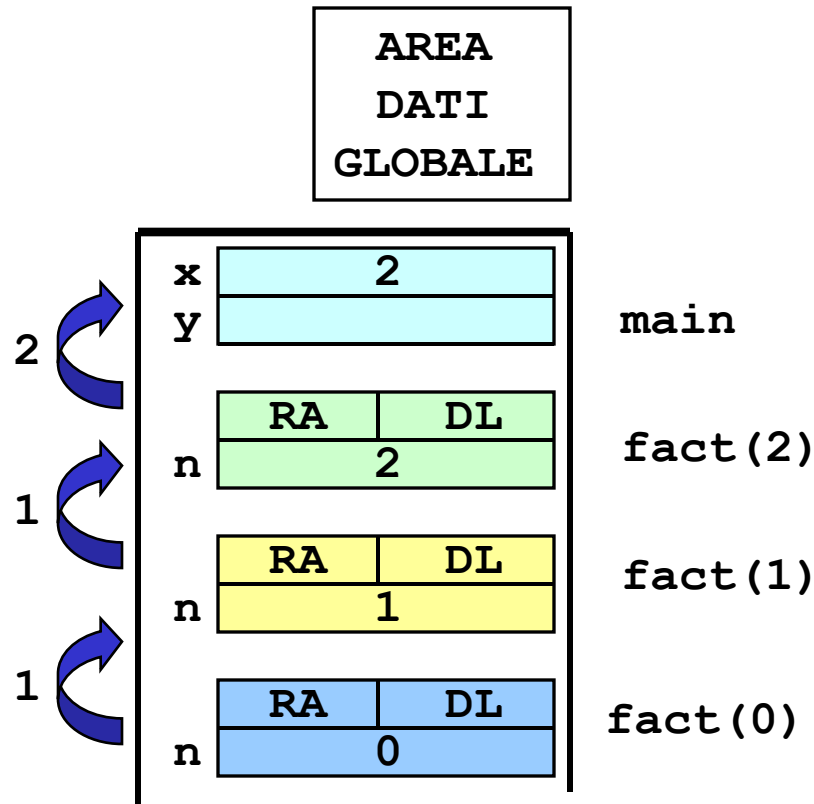 AREA
DATI
GLOBALE
x 2
y main
2
RA DL
n 2 fact(2)
1
RA DL
n 1 fact(1)
1
RA DL
n 0 fact(0)